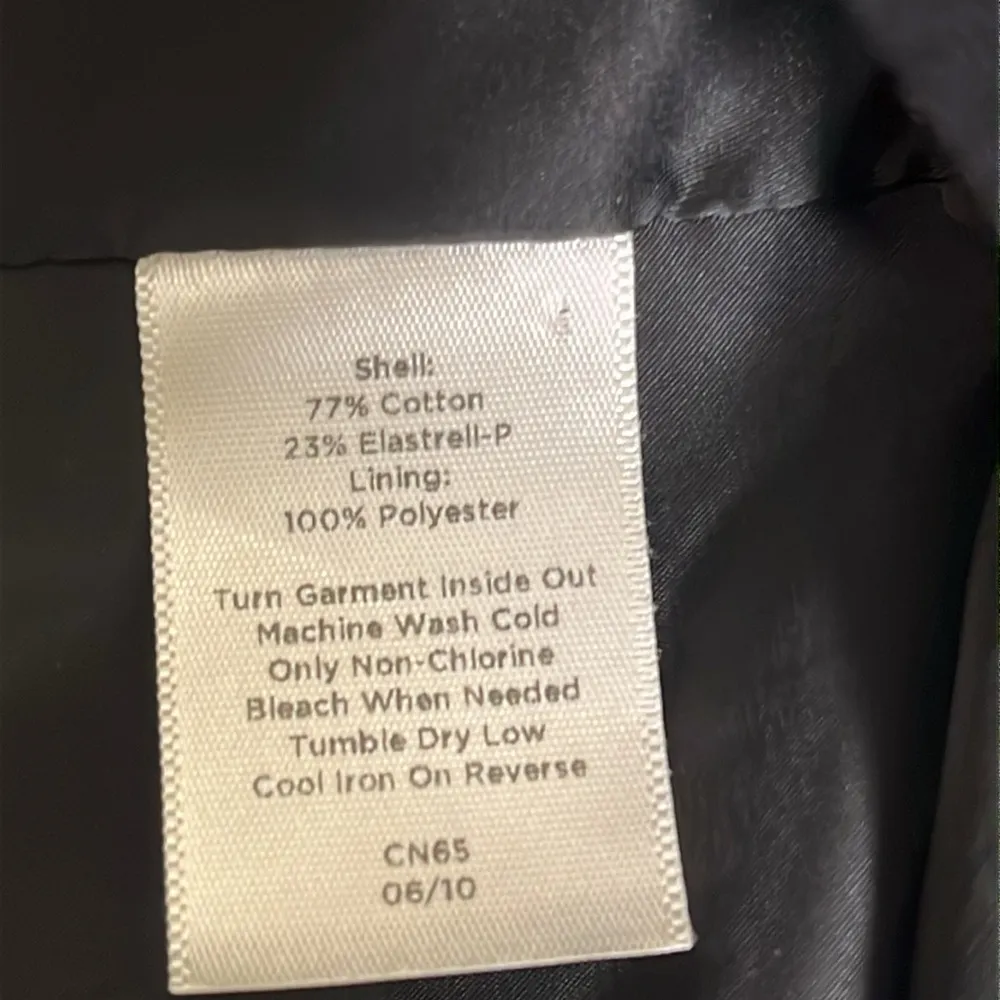 Shell:
77% Cotton
23% Elastrell-P
Lining:
100% Polyester
Turn Garment Inside Out
Machine Wash Cold
Only Non-Chlorine
Bleach When Needed
Tumble Dry Low
Cool Iron On Reverse
CN65
06/10